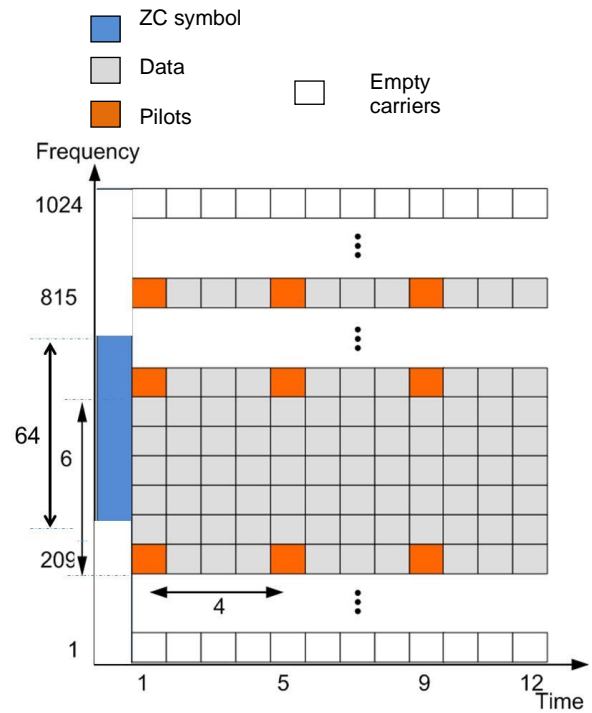 ZC symbol
Data
Pilots
Empty
carriers
Frequency
1024
815
64
6
209
4
1
1
5
9
12
Time